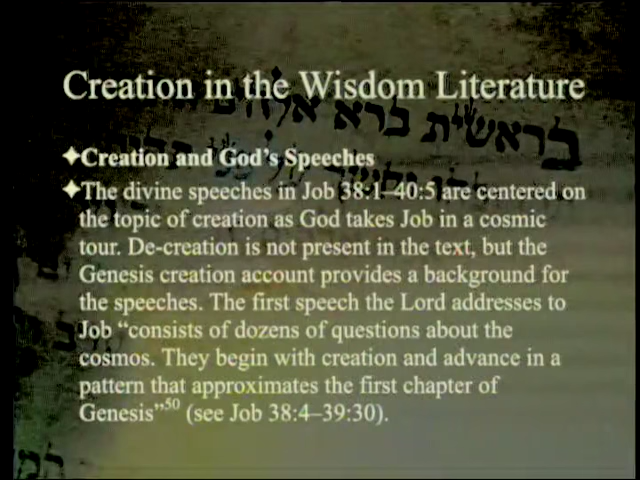 Creation in the Wisdom Literature
בראשית ברא אלהים
✦Creation and God's Speeches
✦The divine speeches in Job 38:1–40:5 are centered on
the topic of creation as God takes Job in a cosmic
tour. De-creation is not present in the text, but the
Genesis creation account provides a background for
the speeches. The first speech the Lord addresses to
Job “consists of dozens of questions about the
cosmos. They begin with creation and advance in a
pattern that approximates the first chapter of
Genesis”50 (see Job 38:4–39:30).